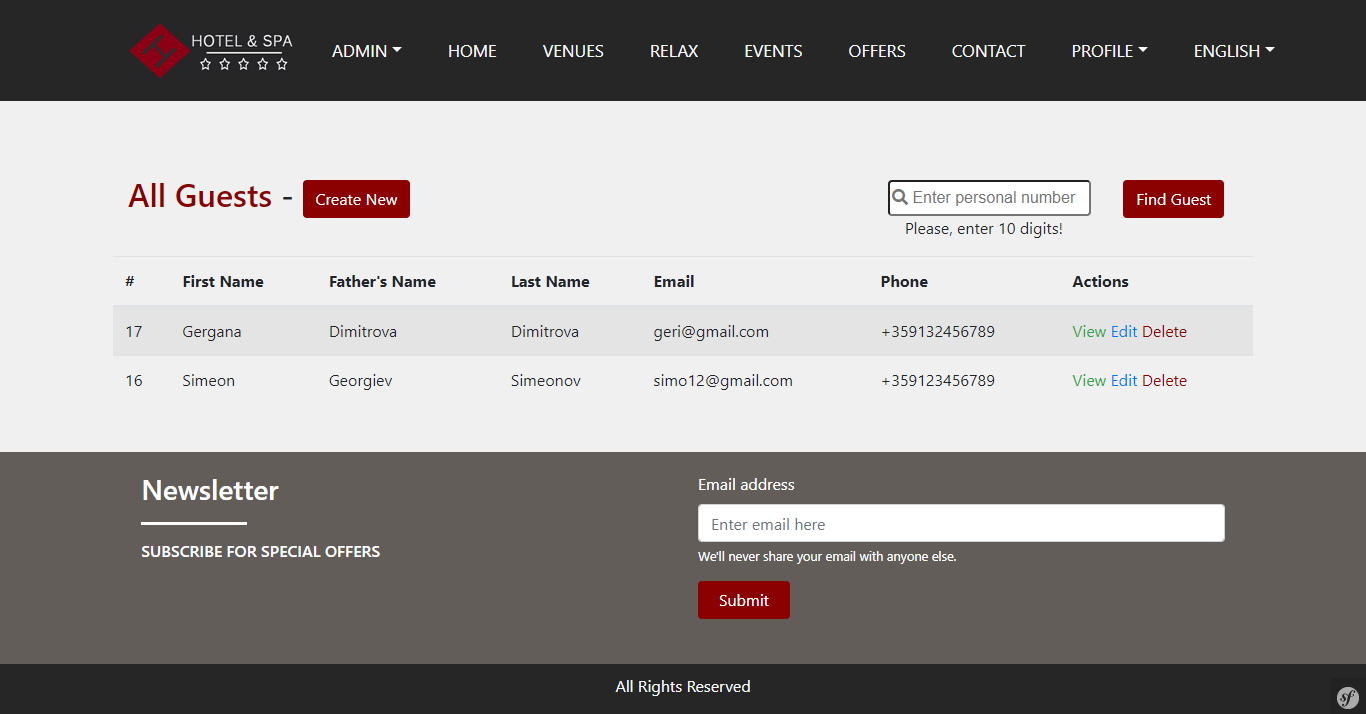 HOTEL & SPA
ADMIN HOME VENUES RELAX EVENTS OFFERS CONTACT PROFILE ENGLISH
All Guests - Create New Enter personal number Find Guest
Please, enter 10 digits!
# First Name Father's Name Last Name Email Phone Actions
17 Gergana Dimitrova Dimitrova geri@gmail.com +359132456789 View Edit Delete
16 Simeon Georgiev Simeonov simo12@gmail.com +359123456789 View Edit Delete
Newsletter
SUBSCRIBE FOR SPECIAL OFFERS
Email address
Enter email here
We'll never share your email with anyone else.
Submit
All Rights Reserved
sf